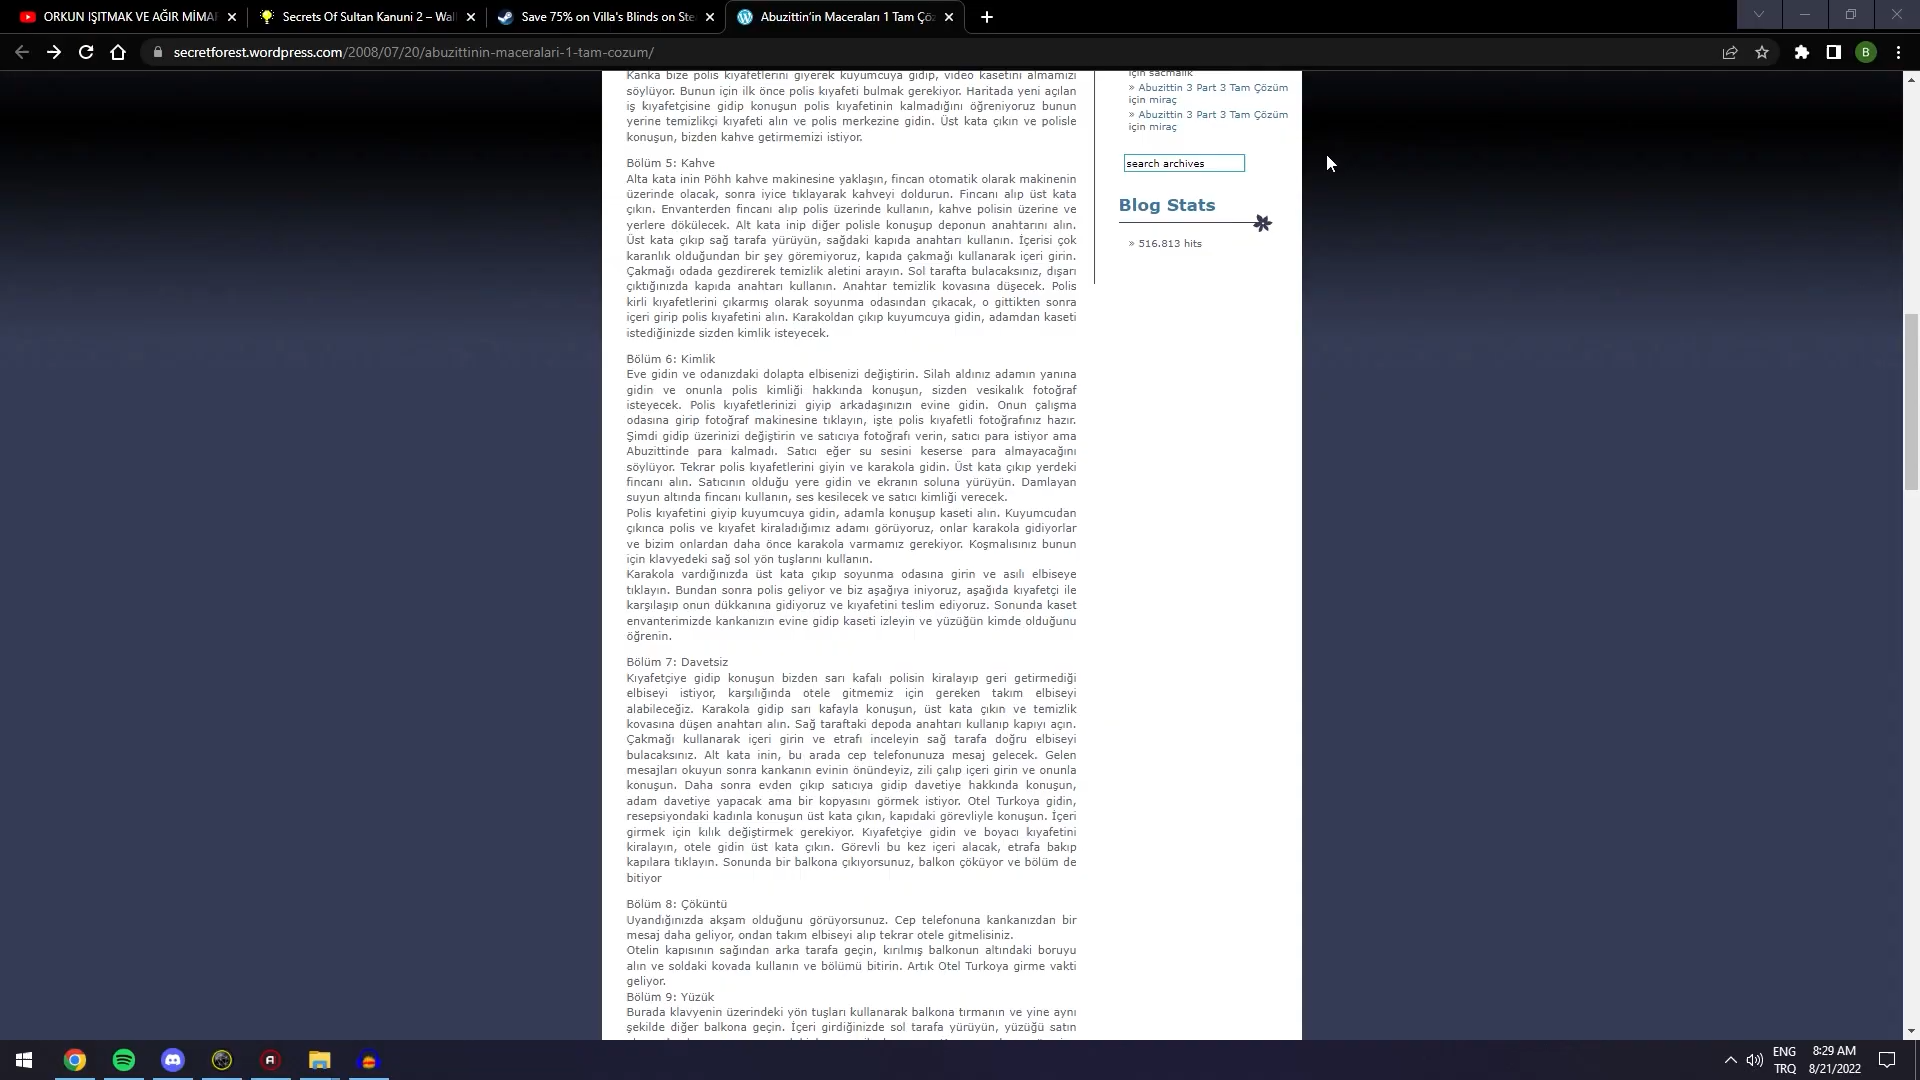 ORKUN IŞITMAK VE AĞIR MİMAR
Secrets Of Sultan Kanuni 2 – Wal
Save 75% on Villa's Blinds on Ste
Abuzittin'in Maceraları 1 Tam Çöz
secretforest.wordpress.com/2008/07/20/abuzittinin-maceralari-1-tam-cozum/
B
Kanka bize polis kıyafetlerini giyerek kuyumcuya gidip, video kasetini almamızı
söylüyor. Bunun için ilk önce polis kıyafeti bulmak gerekiyor. Haritada yeni açılan
iş kıyafetçisine gidip konuşun polis kıyafetinin kalmadığını öğreniyoruz bunun
yerine temizlikçi kıyafeti alın ve polis merkezine gidin. Üst kata çıkın ve polisle
konuşun, bizden kahve getirmemizi istiyor.
Bölüm 5: Kahve
Alta kata inin Pöhh kahve makinesine yaklaşın, fincan otomatik olarak makinenin
üzerinde olacak, sonra iyice tıklayarak kahveyi doldurun. Fincanı alıp üst kata
çıkın. Envanterden fincanı alıp polis üzerinde kullanın, kahve polisin üzerine ve
yerlere dökülecek. Alt kata inip diğer polisle konuşup deponun anahtarını alın.
Üst kata çıkıp sağ tarafa yürüyün, sağdaki kapıda anahtarı kullanın. İçerisi çok
karanlık olduğundan bir şey göremiyoruz, kapıda çakmağı kullanarak içeri girin.
Çakmağı odada gezdirerek temizlik aletini arayın. Sol tarafta bulacaksınız, dışarı
çıktığınızda kapıda anahtarı kullanın. Anahtar temizlik kovasına düşecek. Polis
kirli kıyafetlerini çıkarmış olarak soyunma odasından çıkacak, o gittikten sonra
içeri girip polis kıyafetini alın. Karakoldan çıkıp kuyumcuya gidin, adamdan kaseti
istediğinizde sizden kimlik isteyecek.
Bölüm 6: Kimlik
Eve gidin ve odanızdaki dolapta elbisenizi değiştirin. Silah aldınız adamın yanına
gidin ve onunla polis kimliği hakkında konuşun, sizden vesikalık fotoğraf
isteyecek. Polis kıyafetlerinizi giyip arkadaşınızın evine gidin. Onun çalışma
odasına girip fotoğraf makinesine tıklayın, işte polis kıyafetli fotoğrafınız hazır.
Şimdi gidip üzerinizi değiştirin ve satıcıya fotoğrafı verin, satıcı para istiyor ama
Abuzittinde para kalmadı. Satıcı eğer su sesini keserse para almayacağını
söylüyor. Tekrar polis kıyafetlerini giyin ve karakola gidin. Üst kata çıkıp yerdeki
fincanı alın. Satıcının olduğu yere gidin ve ekranın soluna yürüyün. Damlayan
suyun altında fincanı kullanın, ses kesilecek ve satıcı kimliği verecek.
Polis kıyafetini giyip kuyumcuya gidin, adamla konuşup kaseti alın. Kuyumcudan
çıkınca polis ve kıyafet kiraladığımız adamı görüyoruz, onlar karakola gidiyorlar
ve bizim onlardan daha önce karakola varmamız gerekiyor. Koşmalısınız bunun
için klavyedeki sağ sol yön tuşlarını kullanın.
Karakola vardığınızda üst kata çıkıp soyunma odasına girin ve asılı elbiseye
tıklayın. Bundan sonra polis geliyor ve biz aşağıya iniyoruz, aşağıda kıyafetçi ile
karşılaşıp onun dükkanına gidiyoruz ve kıyafetini teslim ediyoruz. Sonunda kaset
envanterimizde kankanızın evine gidip kaseti izleyin ve yüzüğün kimde olduğunu
öğrenin.
Bölüm 7: Davetsiz
Kıyafetçiye gidip konuşun bizden sarı kafalı polisin kiralayıp geri getirmediği
elbiseyi istiyor, karşılığında otele gitmemiz için gereken takım elbiseyi
alabileceğiz. Karakola gidip sarı kafayla konuşun, üst kata çıkın ve temizlik
kovasına düşen anahtarı alın. Sağ taraftaki depoda anahtarı kullanıp kapıyı açın.
Çakmağı kullanarak içeri girin ve etrafı inceleyin sağ tarafa doğru elbiseyi
bulacaksınız. Alt kata inin, bu arada cep telefonunuza mesaj gelecek. Gelen
mesajları okuyun sonra kankanın evinin önündeyiz, zili çalıp içeri girin ve onunla
konuşun. Daha sonra evden çıkıp satıcıya gidip davetiye hakkında konuşun,
adam davetiye yapacak ama bir kopyasını görmek istiyor. Otel Turkoya gidin,
resepsiyondaki kadınla konuşun üst kata çıkın, kapıdaki görevliyle konuşun. İçeri
girmek için kılık değiştirmek gerekiyor. Kıyafetçiye gidin ve boyacı kıyafetini
kiralayın, otele gidin üst kata çıkın. Görevli bu kez içeri alacak, etrafa bakıp
kapılara tıklayın. Sonunda bir balkona çıkıyorsunuz, balkon çöküyor ve bölüm de
bitiyor
Bölüm 8: Çöküntü
Uyandığınızda akşam olduğunu görüyorsunuz. Cep telefonuna kankanızdan bir
mesaj daha geliyor, ondan takım elbiseyi alıp tekrar otele gitmelisiniz.
Otelin kapısının sağından arka tarafa geçin, kırılmış balkonun altındaki boruyu
alın ve soldaki kovada kullanın ve bölümü bitirin. Artık Otel Turkoya girme vakti
geliyor.
Bölüm 9: Yüzük
Burada klavyenin üzerindeki yön tuşları kullanarak balkona tırmanın ve yine aynı
şekilde diğer balkona geçin. İçeri girdiğinizde sol tarafa yürüyün, yüzüğü satın
için saçmalık
» Abuzittin 3 Part 3 Tam Çözüm
için miraç
» Abuzittin 3 Part 3 Tam Çözüm
için miraç
search archives
Blog Stats
» 516.813 hits
ENG
TRQ
8:29 AM
8/21/2022